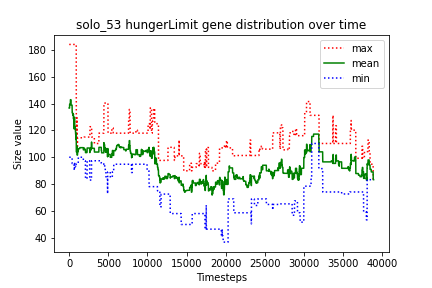 solo_53 hungerLimit gene distribution over time
max
mean
min
Size value
180
160
140
120
100
80
60
40
0
5000
10000
15000
20000
25000
30000
35000
40000
Timesteps